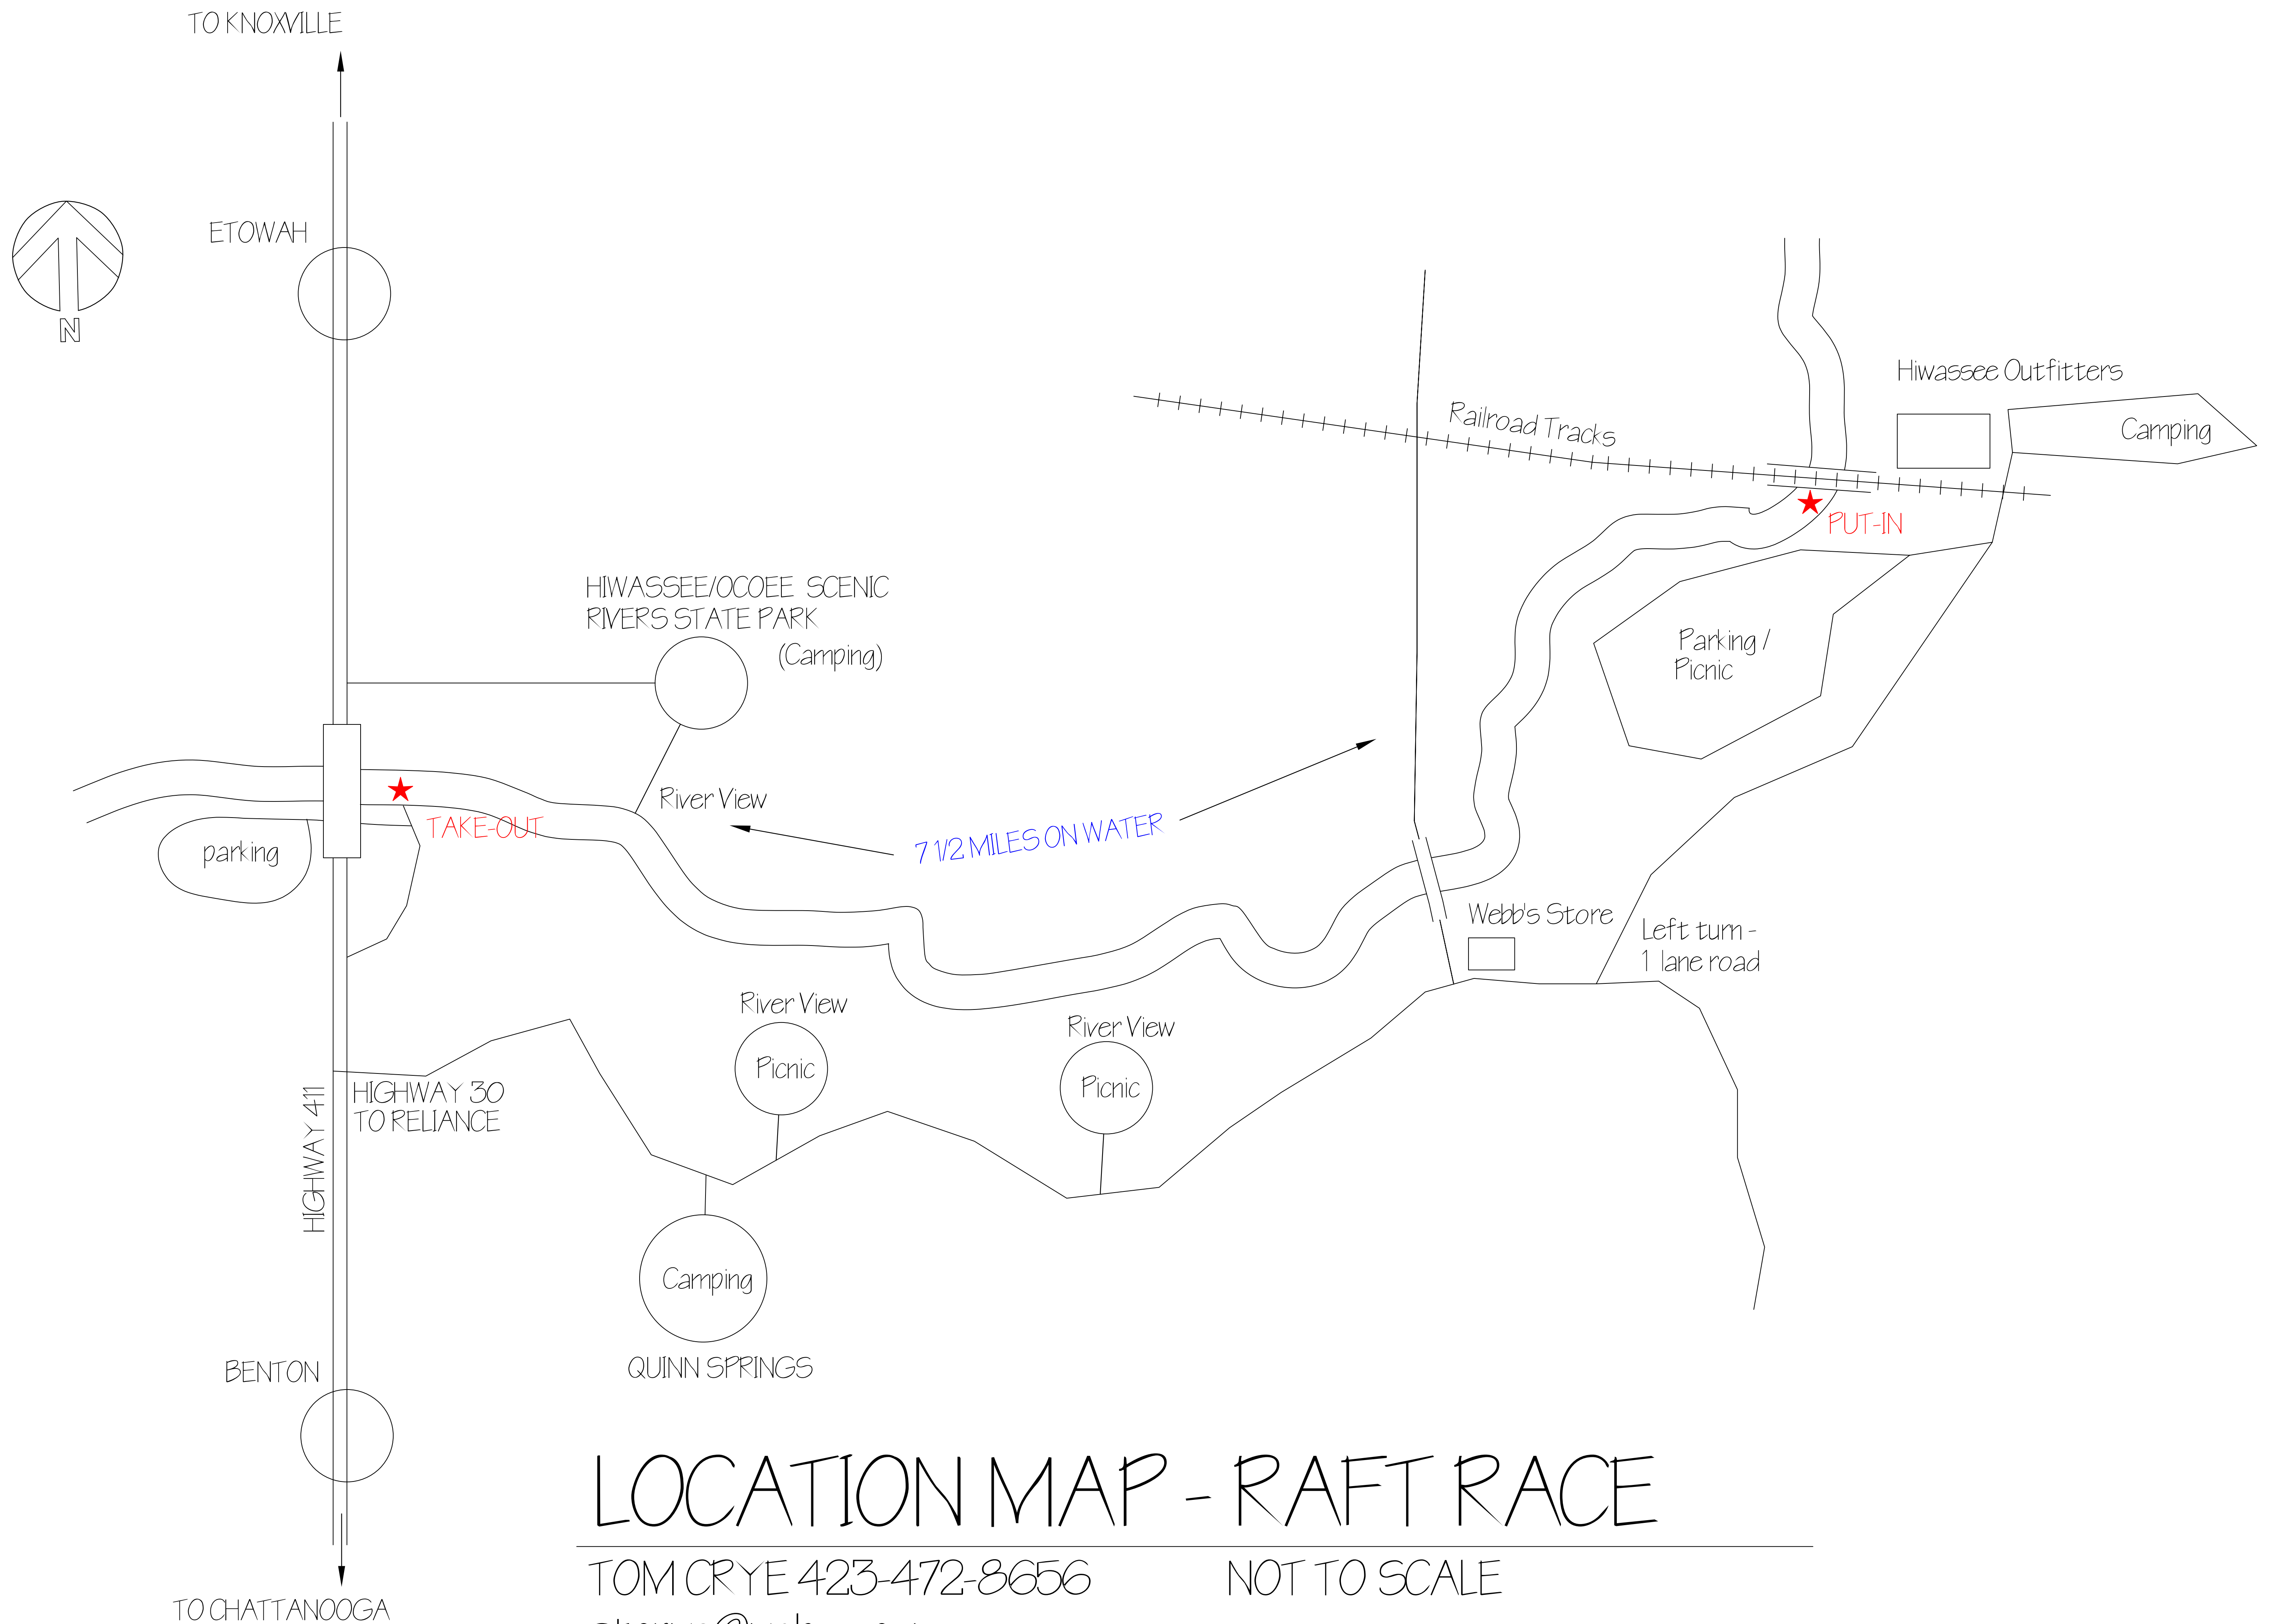 TO KNOXVILLE
ETOWAH
N
Hiwassee Outfitters
Camping
Railroad Tracks
PUT-IN
HIWASSEE/OCOEE SCENIC
RIVERS STATE PARK
(Camping)
Parking /
Picnic
River View
TAKE-OUT
7 1/2 MILES ON WATER
parking
Webb's Store
Left turn -
1 lane road
River View
Picnic
River View
Picnic
HIGHWAY 411
HIGHWAY 30
TO RELIANCE
Camping
QUINN SPRINGS
BENTON
LOCATION MAP - RAFT RACE
TOM CRYE 423-472-8656
NOT TO SCALE
TO CHATTANOOGA